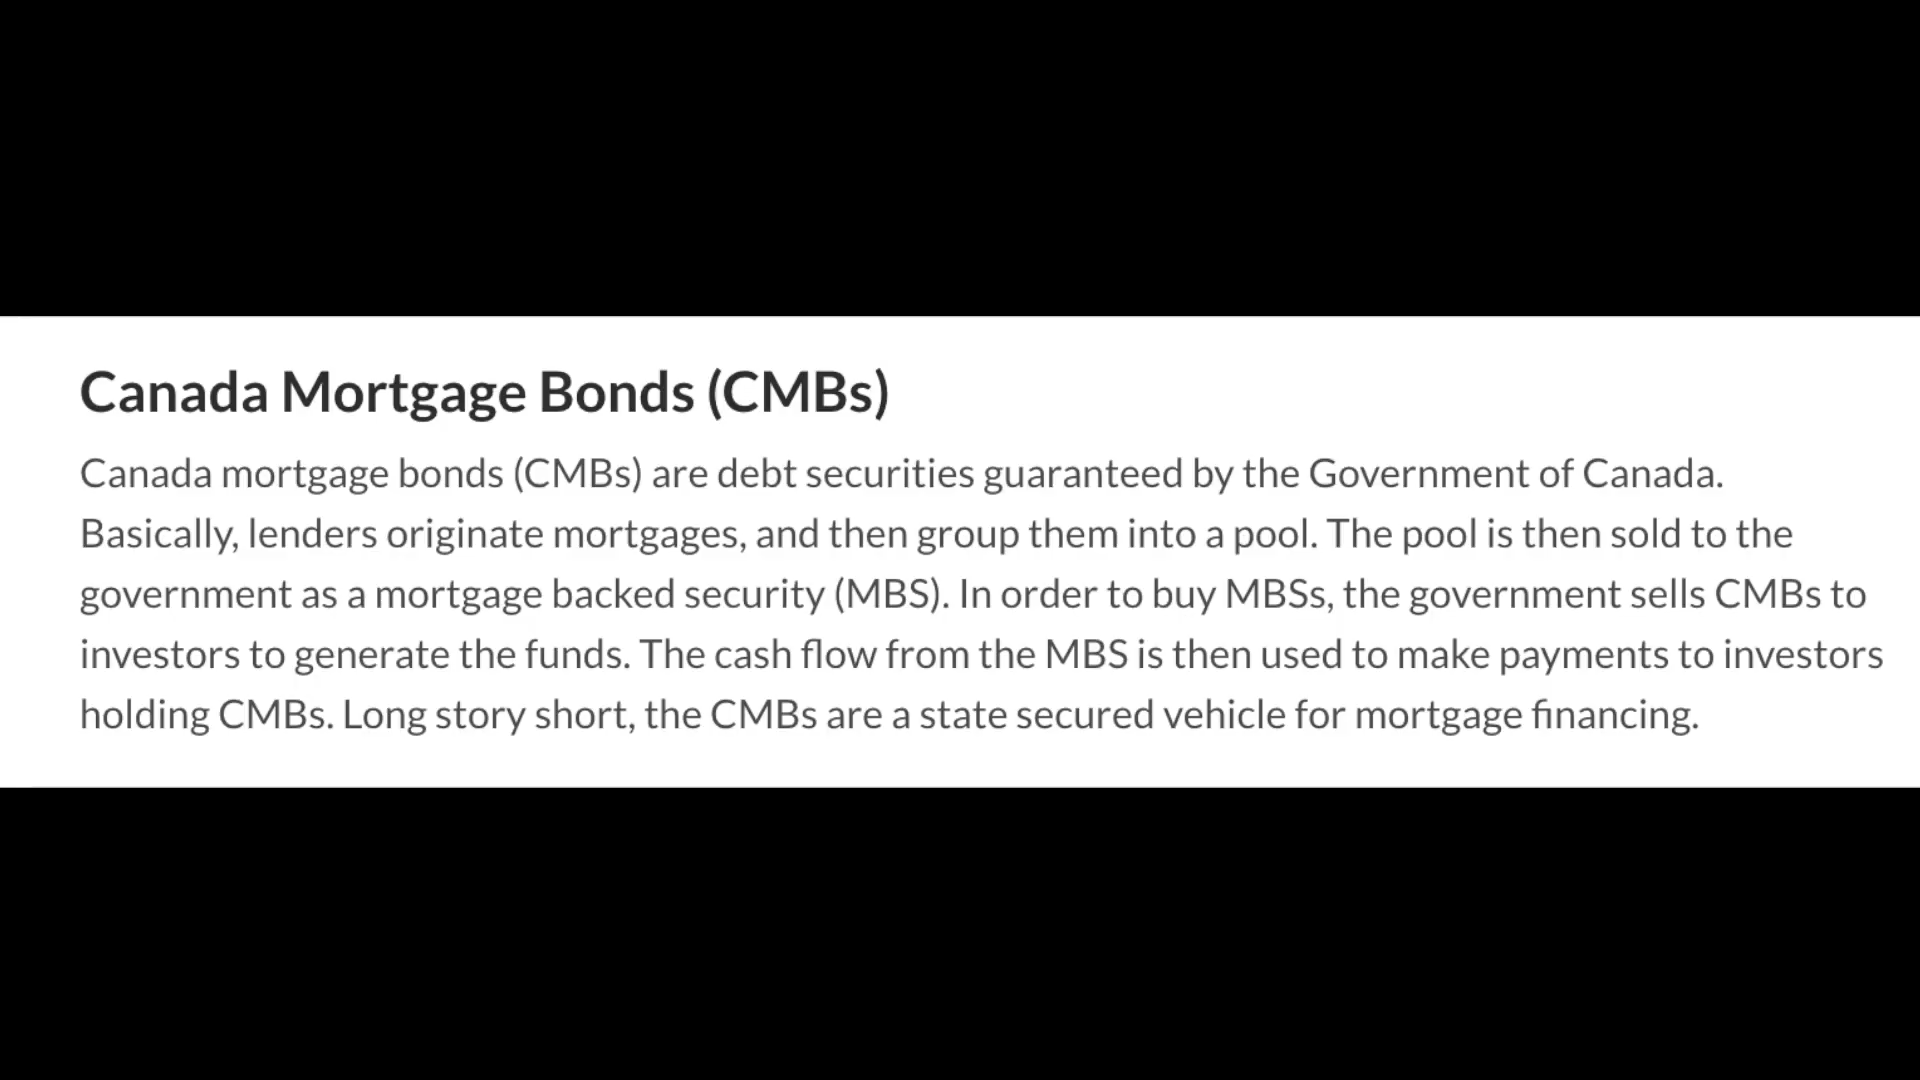 Canada Mortgage Bonds (CMBs)
Canada mortgage bonds (CMBs) are debt securities guaranteed by the Government of Canada.
Basically, lenders originate mortgages, and then group them into a pool. The pool is then sold to the
government as a mortgage backed security (MBS). In order to buy MBSs, the government sells CMBs to
investors to generate the funds. The cash flow from the MBS is then used to make payments to investors
holding CMBs. Long story short, the CMBs are a state secured vehicle for mortgage financing.